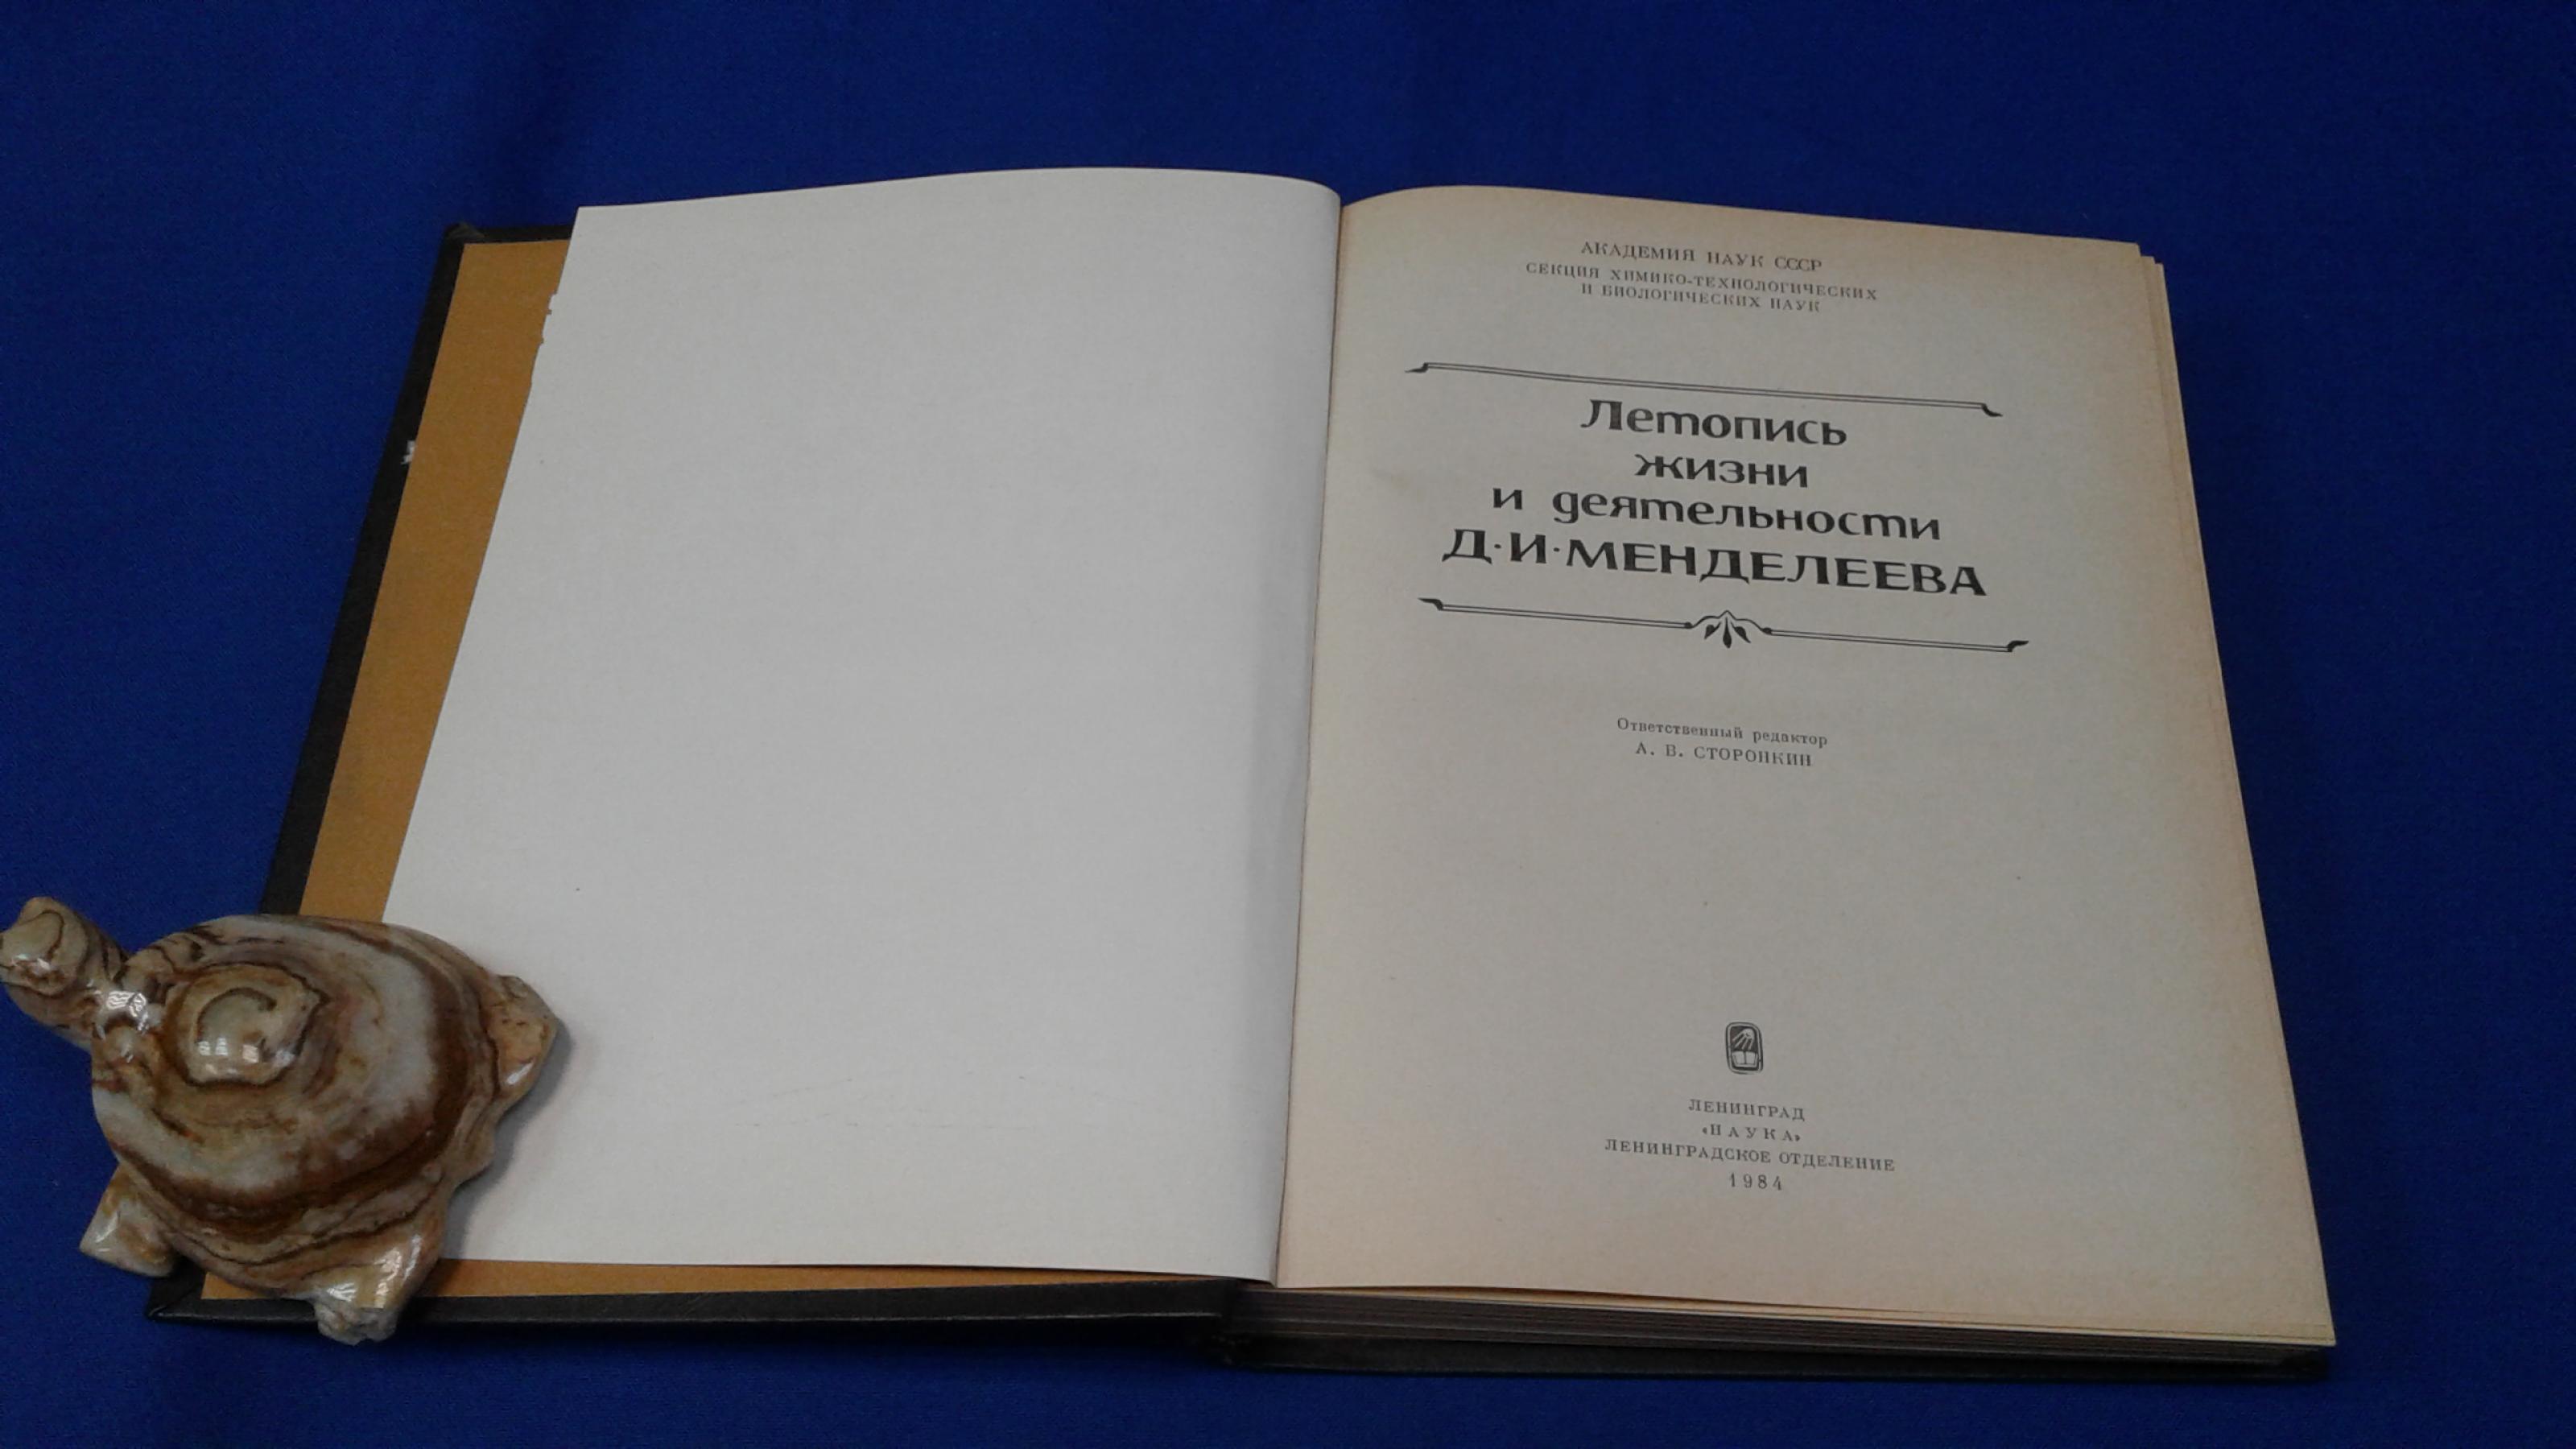 АКАДЕМИЯ НАУК СССР
СЕКЦИЯ ХИМИКО-ТЕХНОЛОГИЧЕСКИХ
И БИОЛОГИЧЕСКИХ НАУК
Летопись
жизни
и деятельности
Д·И·МЕНДЕЛЕЕВА
Ответственный редактор
А. В. СТОРОНКИН
ЛЕНИНГРАД
«НАУКА»
ЛЕНИНГРАДСКОЕ ОТДЕЛЕНИЕ
1984